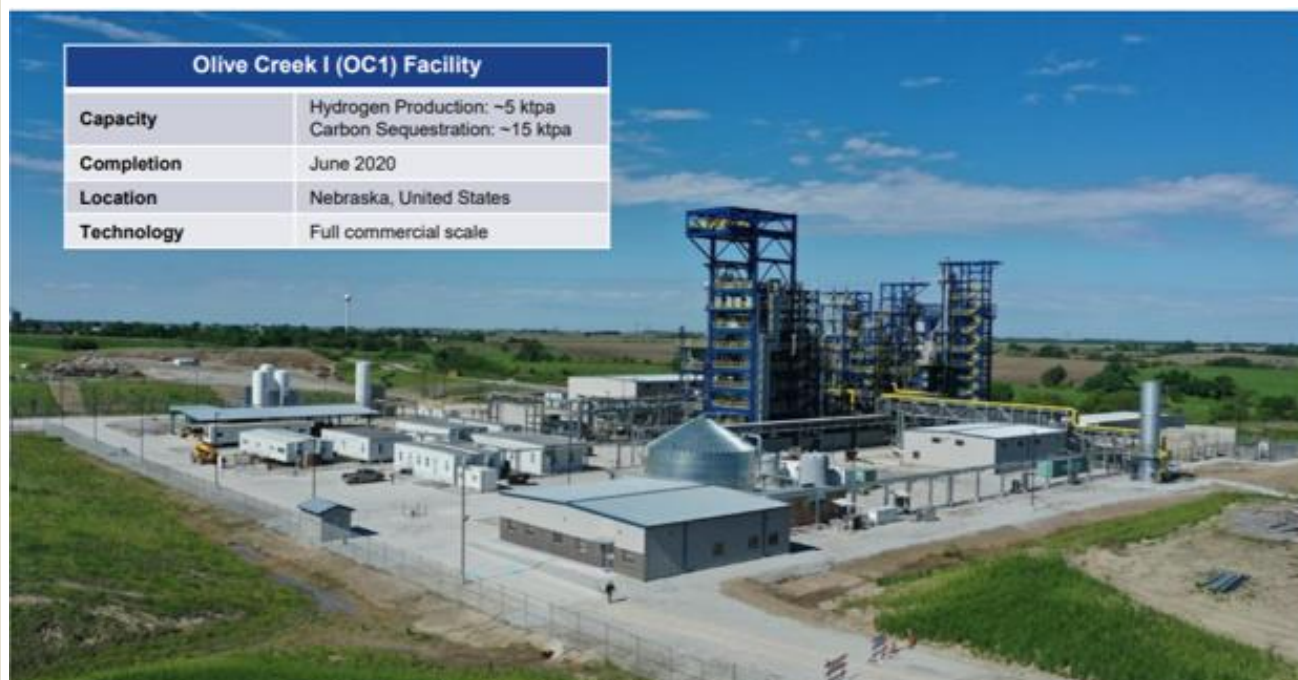 Olive Creek I (OC1) Facility
Capacity
Hydrogen Production: ~5 ktpa
Carbon Sequestration: ~15 ktpa
Completion
June 2020
Location
Nebraska, United States
Technology
Full commercial scale